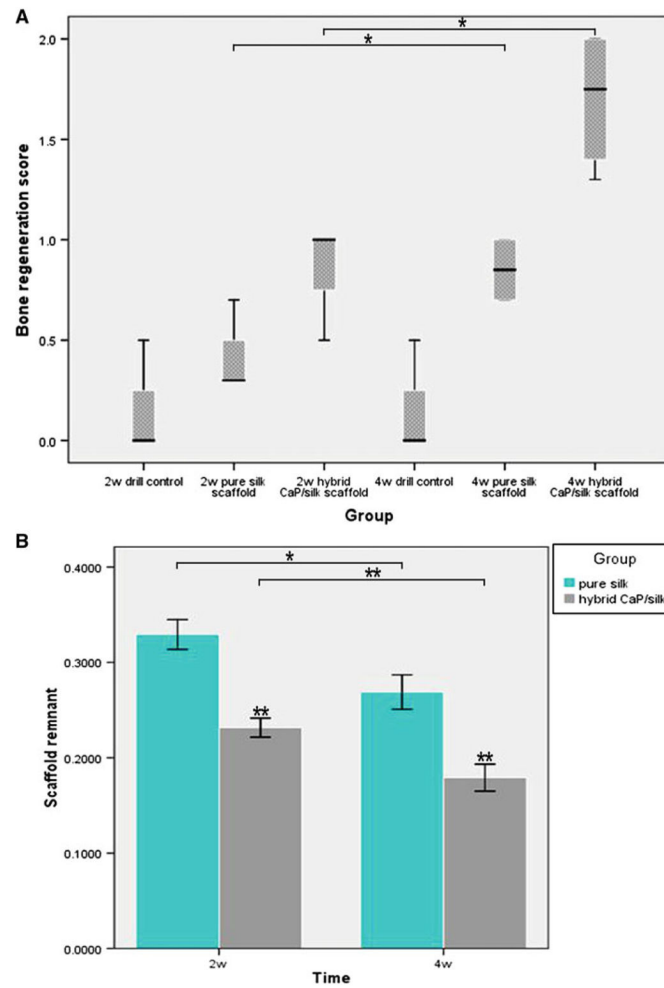 A
*
*
2.0
1.5
1.0
0.5
0.0
Bone regeneration score
2w drill control 2w pure silk scaffold 2w hybrid CaP/silk scaffold 4w drill control 4w pure silk scaffold 4w hybrid CaP/silk scaffold
Group
B
*
**
0.4000
0.3000
0.2000
0.1000
0.0000
Scaffold remnant
**
**
2w 4w
Time
Group
pure silk
hybrid CaP/silk